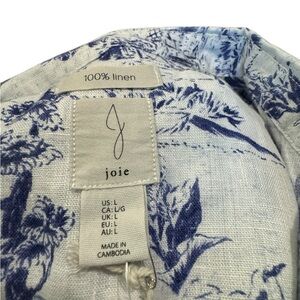 100% linen
J
joie
US: L
CA: L/G
UK: L
EU: L
AU: L
MADE IN
CAMBODIA